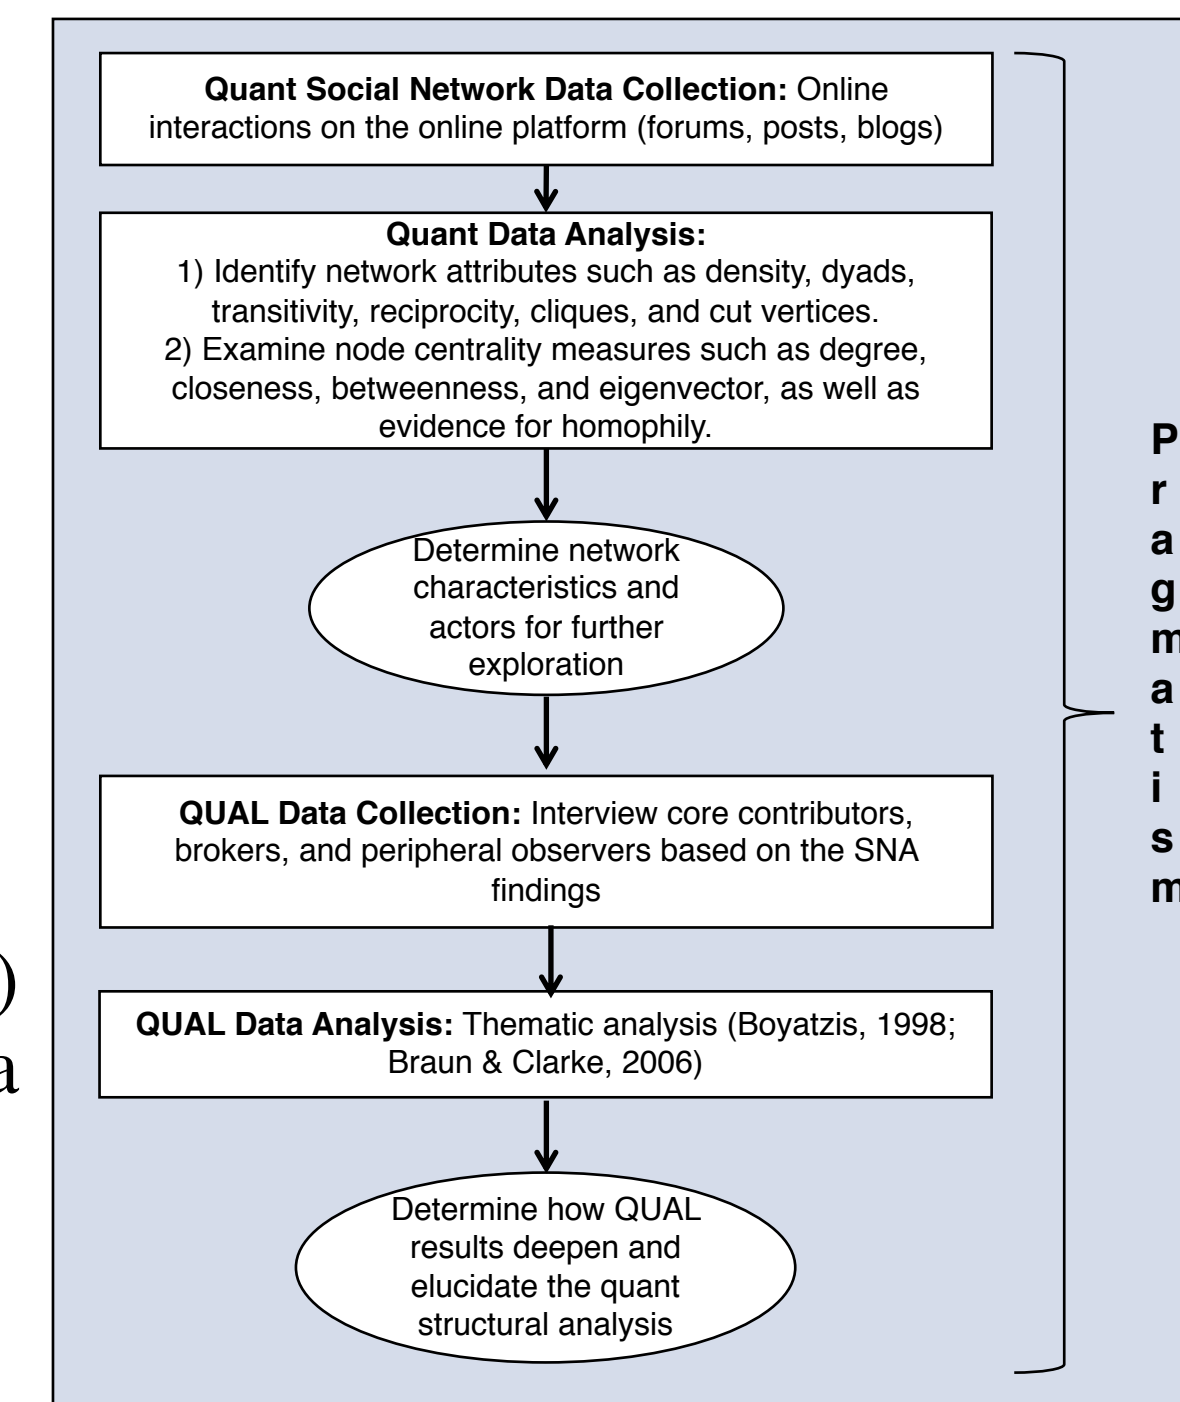 Quant Social Network Data Collection: Online
interactions on the online platform (forums, posts, blogs)
Quant Data Analysis:
1) Identify network attributes such as density, dyads,
transitivity, reciprocity, cliques, and cut vertices.
2) Examine node centrality measures such as degree,
closeness, betweenness, and eigenvector, as well as
evidence for homophily.
Determine network
characteristics and
actors for further
exploration
QUAL Data Collection: Interview core contributors,
brokers, and peripheral observers based on the SNA
findings
QUAL Data Analysis: Thematic analysis (Boyatzis, 1998;
Braun & Clarke, 2006)
Determine how QUAL
results deepen and
elucidate the quant
structural analysis
P
r
a
g
m
a
t
i
s
m
)
a